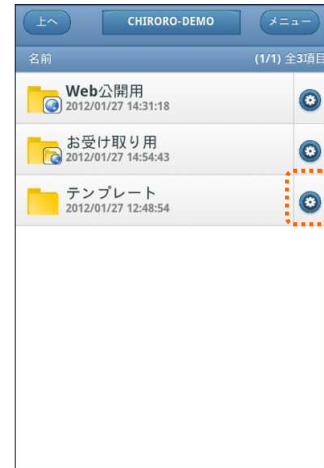 上へ CHIRORO-DEMO メニュー
名前 (1/1) 全3項目
Web公開用
2012/01/27 14:31:18
お受け取り用
2012/01/27 14:54:43
テンプレート
2012/01/27 12:48:54